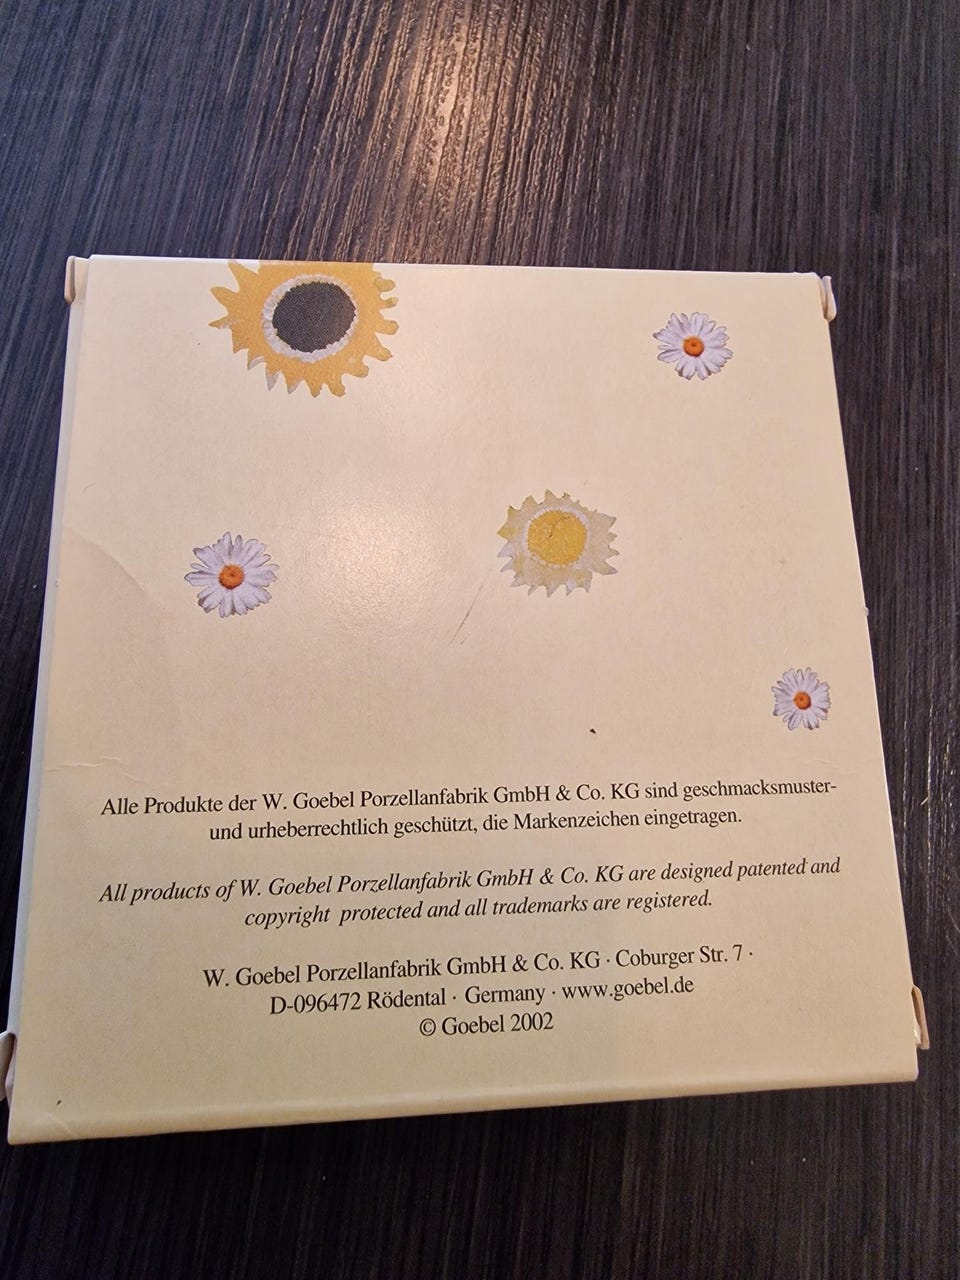 Alle Produkte der W. Goebel Porzellanfabrik GmbH & Co. KG sind geschmacksmuster-
und urheberrechtlich geschützt, die Markenzeichen eingetragen.
All products of W. Goebel Porzellanfabrik GmbH & Co. KG are designed patented and
copyright protected and all trademarks are registered.
W. Goebel Porzellanfabrik GmbH & Co. KG · Coburger Str. 7 ·
D-096472 Rödental · Germany · www.goebel.de
© Goebel 2002